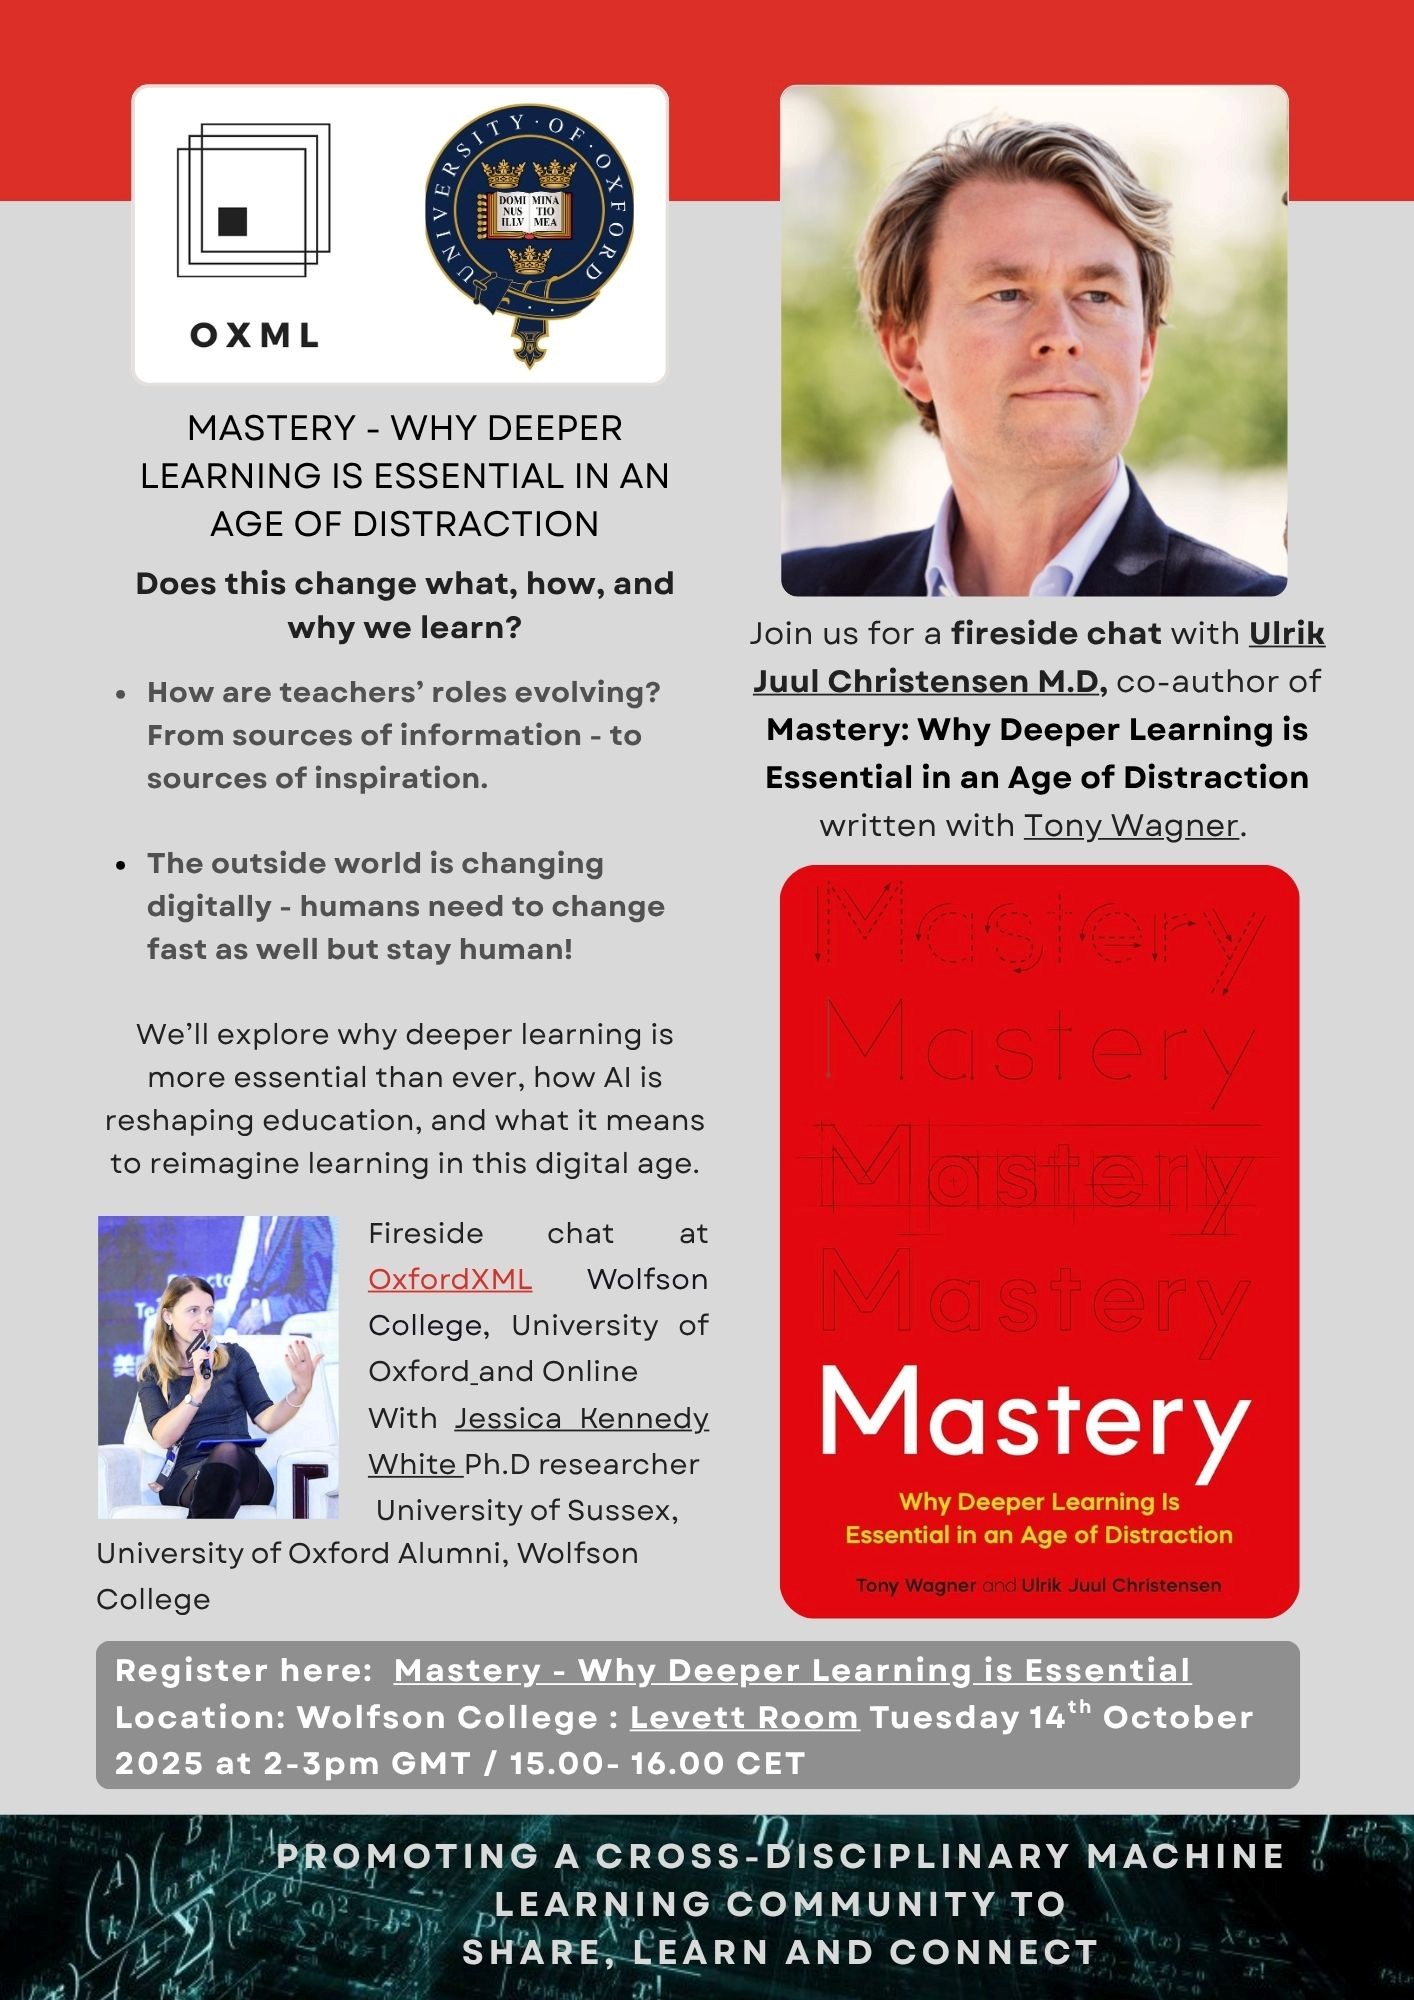 UNIVERSITY · OF · OXFORD
DOMI MINA
NUS TIO
ILLV MEA
OXML
MASTERY - WHY DEEPER
LEARNING IS ESSENTIAL IN AN
AGE OF DISTRACTION
Does this change what, how, and
why we learn?
• How are teachers’ roles evolving?
From sources of information - to
sources of inspiration.
• The outside world is changing
digitally - humans need to change
fast as well but stay human!
We’ll explore why deeper learning is
more essential than ever, how AI is
reshaping education, and what it means
to reimagine learning in this digital age.
Fireside chat at
OxfordXML Wolfson
College, University of
Oxford and Online
With Jessica Kennedy
White Ph.D researcher
University of Sussex,
University of Oxford Alumni, Wolfson
College
Join us for a fireside chat with Ulrik
Juul Christensen M.D, co-author of
Mastery: Why Deeper Learning is
Essential in an Age of Distraction
written with Tony Wagner.
Mastery
Mastery
Mastery
Mastery
Mastery
Why Deeper Learning Is
Essential in an Age of Distraction
Tony Wagner and Ulrik Juul Christensen
Register here: Mastery - Why Deeper Learning is Essential
Location: Wolfson College : Levett Room Tuesday 14th October
2025 at 2-3pm GMT / 15.00- 16.00 CET
PROMOTING A CROSS-DISCIPLINARY MACHINE
LEARNING COMMUNITY TO
SHARE, LEARN AND CONNECT